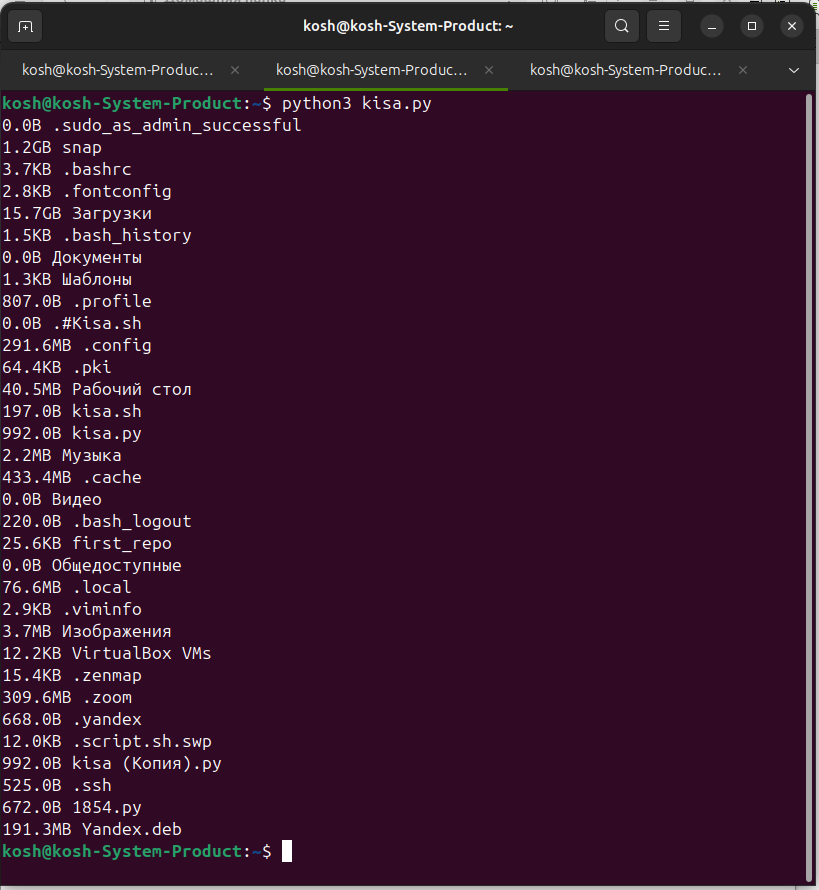 kosh@kosh-System-Product: ~
kosh@kosh-System-Produc... kosh@kosh-System-Produc... kosh@kosh-System-Produc...
kosh@kosh-System-Product:~$ python3 kisa.py
0.0B .sudo_as_admin_successful
1.2GB snap
3.7KB .bashrc
2.8KB .fontconfig
15.7GB Загрузки
1.5KB .bash_history
0.0B Документы
1.3KB Шаблоны
807.0B .profile
0.0B .#Kisa.sh
291.6MB .config
64.4KB .pki
40.5MB Рабочий стол
197.0B kisa.sh
992.0B kisa.py
2.2MB Музыка
433.4MB .cache
0.0B Видео
220.0B .bash_logout
25.6KB first_repo
0.0B Общедоступные
76.6MB .local
2.9KB .viminfo
3.7MB Изображения
12.2KB VirtualBox VMs
15.4KB .zenmap
309.6MB .zoom
668.0B .yandex
12.0KB .script.sh.swp
992.0B kisa (Копия).py
525.0B .ssh
672.0B 1854.py
191.3MB Yandex.deb
kosh@kosh-System-Product:~$